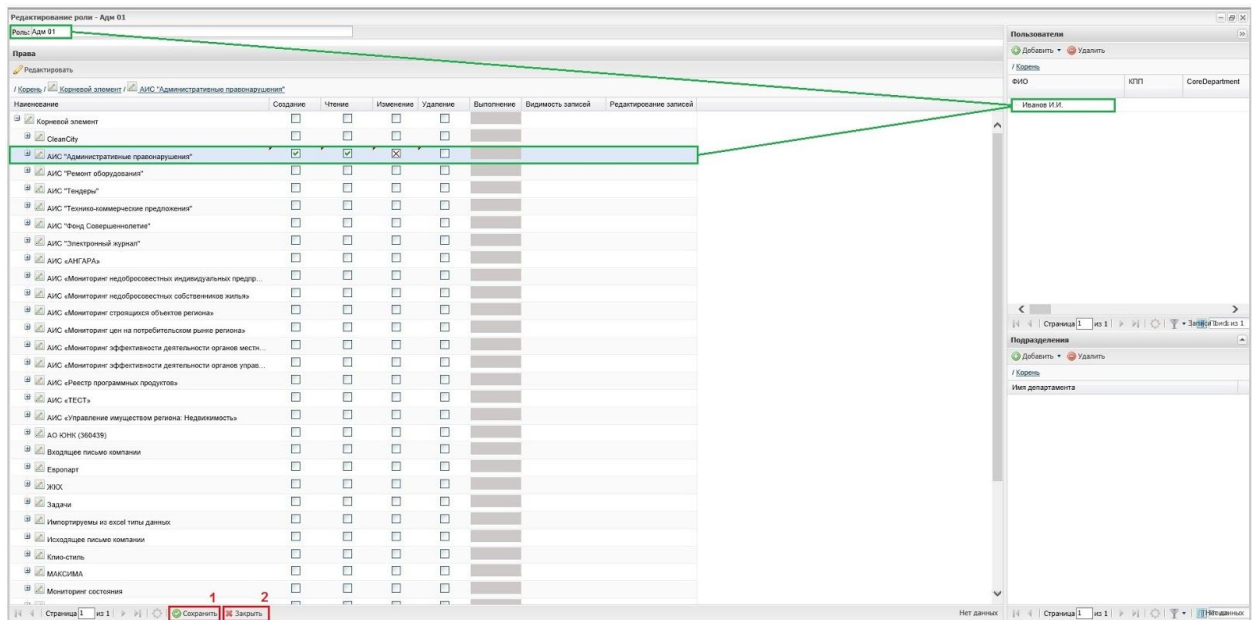 Редактирование роли - Адм 01
Роль: Адм 01
Права
Редактировать
/ Корень / Корневой элемент / АИС "Административные правонарушения"
Наименование Создание Чтение Изменение Удаление Выполнение Видимость записей Редактирование записей
Корневой элемент
CleanCity
АИС "Административные правонарушения"
АИС "Ремонт оборудования"
АИС "Тендеры"
АИС "Технико-коммерческие предложения"
АИС "Фонд Совершеннолетие"
АИС "Электронный журнал"
АИС «АНГАРА»
АИС «Мониторинг недобросовестных индивидуальных предпр...
АИС «Мониторинг недобросовестных собственников жилья»
АИС «Мониторинг строящихся объектов региона»
АИС «Мониторинг цен на потребительском рынке региона»
АИС «Мониторинг эффективности деятельности органов местн...
АИС «Мониторинг эффективности деятельности органов управ...
АИС «Реестр программных продуктов»
АИС «ТЕСТ»
АИС «Управление имуществом региона: Недвижимость»
АО ЮНК (360439)
Входящее письмо компании
Европарт
ЖКХ
Задачи
Импортируемы из excel типы данных
Исходящее письмо компании
Клио-стиль
МАКСИМА
Мониторинг состояния
1 2
Страница 1 из 1 Сохранить Закрыть Нет данных
Пользователи
Добавить Удалить
/ Корень
ФИО КПП CoreDepartment
Иванов И.И.
Страница 1 из 1
Подразделения
Добавить Удалить
/ Корень
Имя департамента
Страница 1 из 1